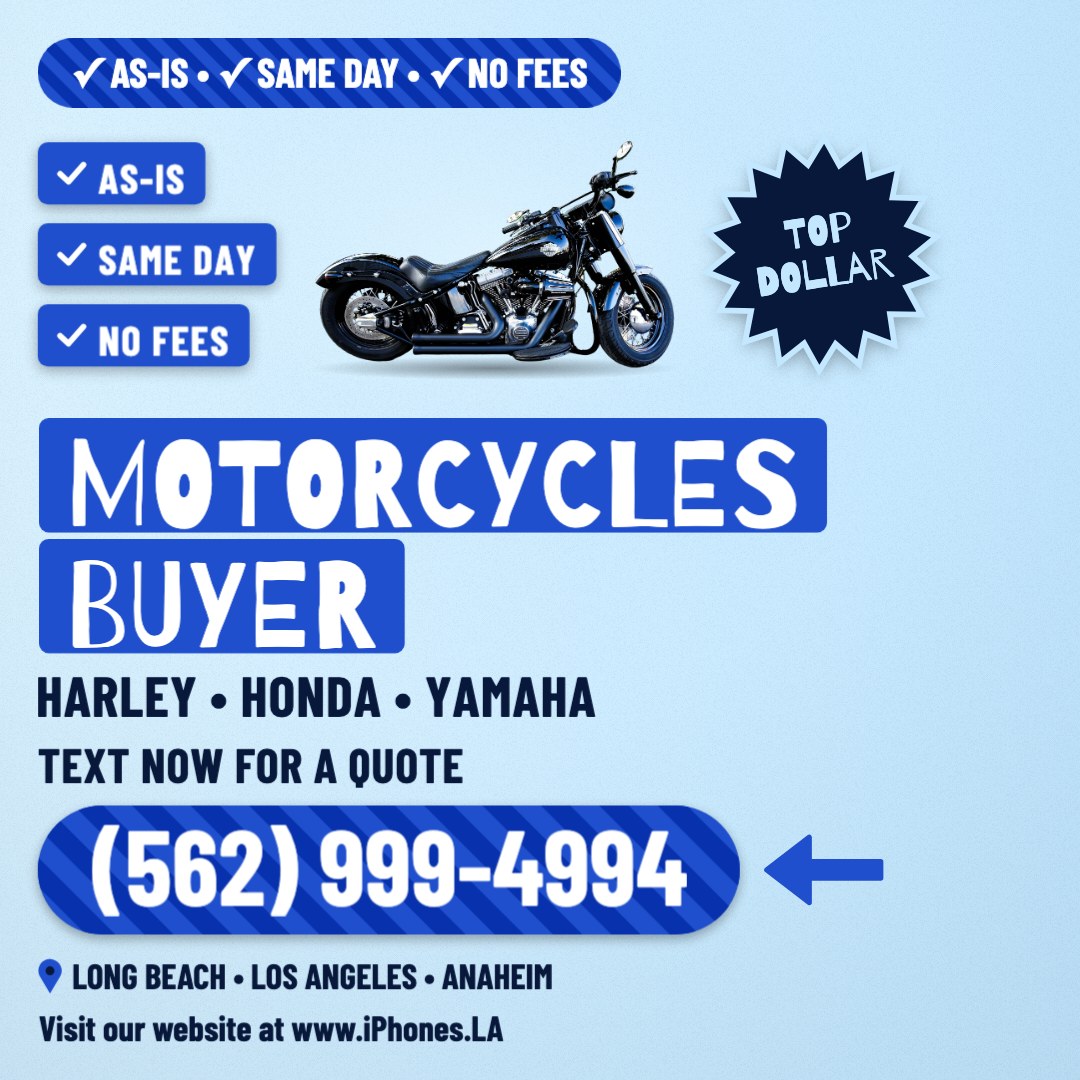 ✓ AS-IS • ✓ SAME DAY • ✓ NO FEES
✓ AS-IS
✓ SAME DAY
✓ NO FEES
TOP
DOLLAR
MOTORCYCLES
BUYER
HARLEY • HONDA • YAMAHA
TEXT NOW FOR A QUOTE
(562) 999-4994
LONG BEACH • LOS ANGELES • ANAHEIM
Visit our website at www.iPhones.LA